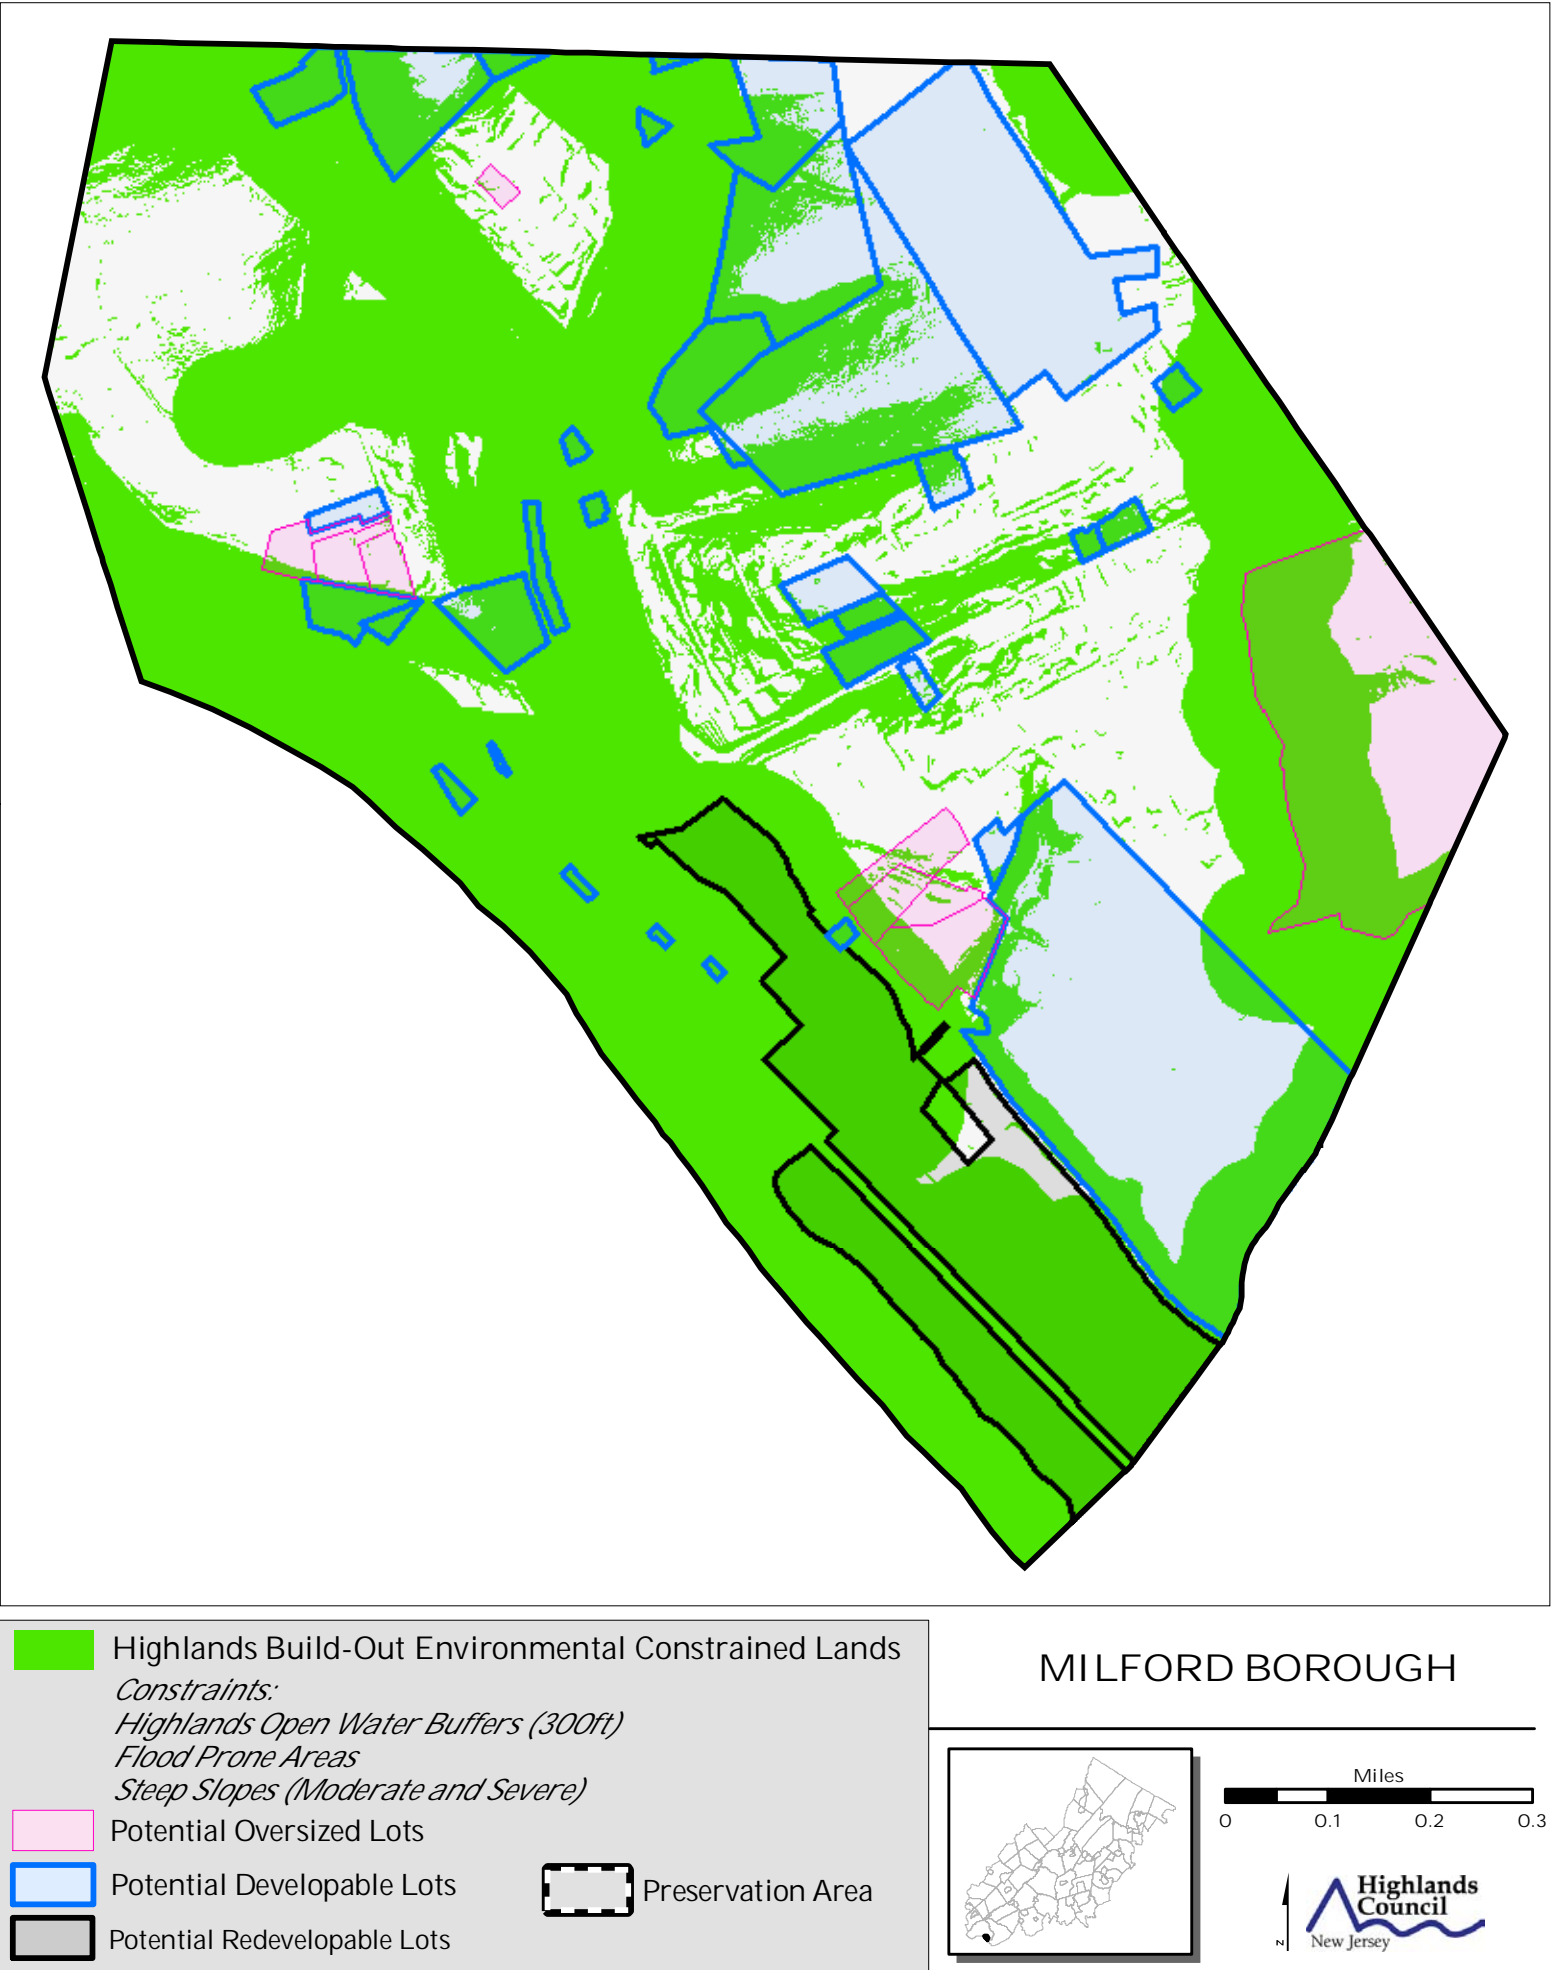 Highlands Build-Out Environmental Constrained Lands
Constraints:
Highlands Open Water Buffers (300ft)
Flood Prone Areas
Steep Slopes (Moderate and Severe)
Potential Oversized Lots
Potential Developable Lots
Preservation Area
Potential Redevelopable Lots
MILFORD BOROUGH
Miles
0 0.1 0.2 0.3
N
Highlands
Council
New Jersey